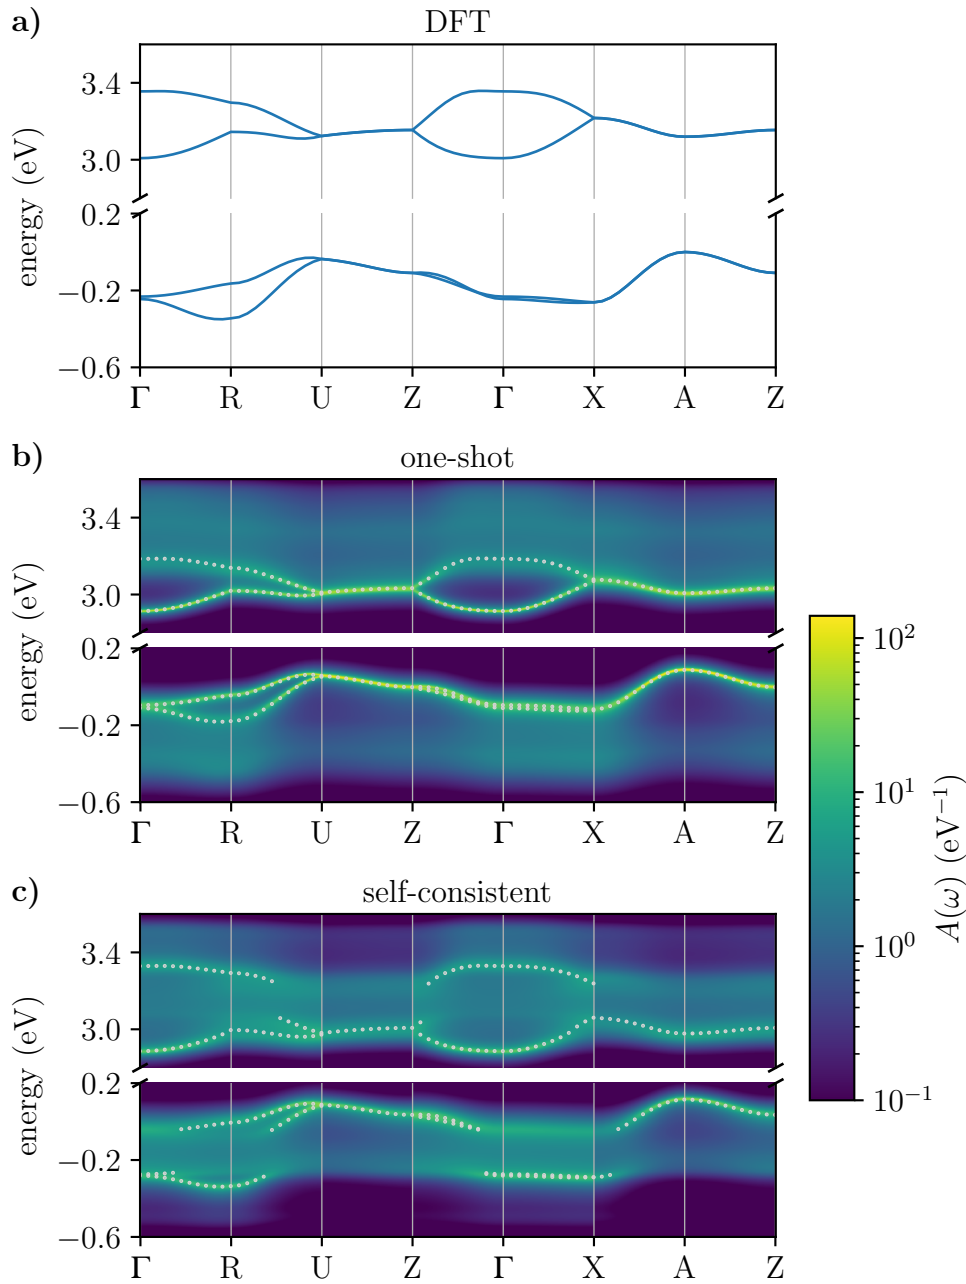 a)
DFT
energy (eV)
3.4
3.0
0.2
−0.2
−0.6
Γ R U Z Γ X A Z
b)
one-shot
energy (eV)
3.4
3.0
0.2
−0.2
−0.6
Γ R U Z Γ X A Z
c)
self-consistent
energy (eV)
3.4
3.0
0.2
−0.2
−0.6
Γ R U Z Γ X A Z
10²
10¹
10⁰
10⁻¹
A(ω) (eV⁻¹)